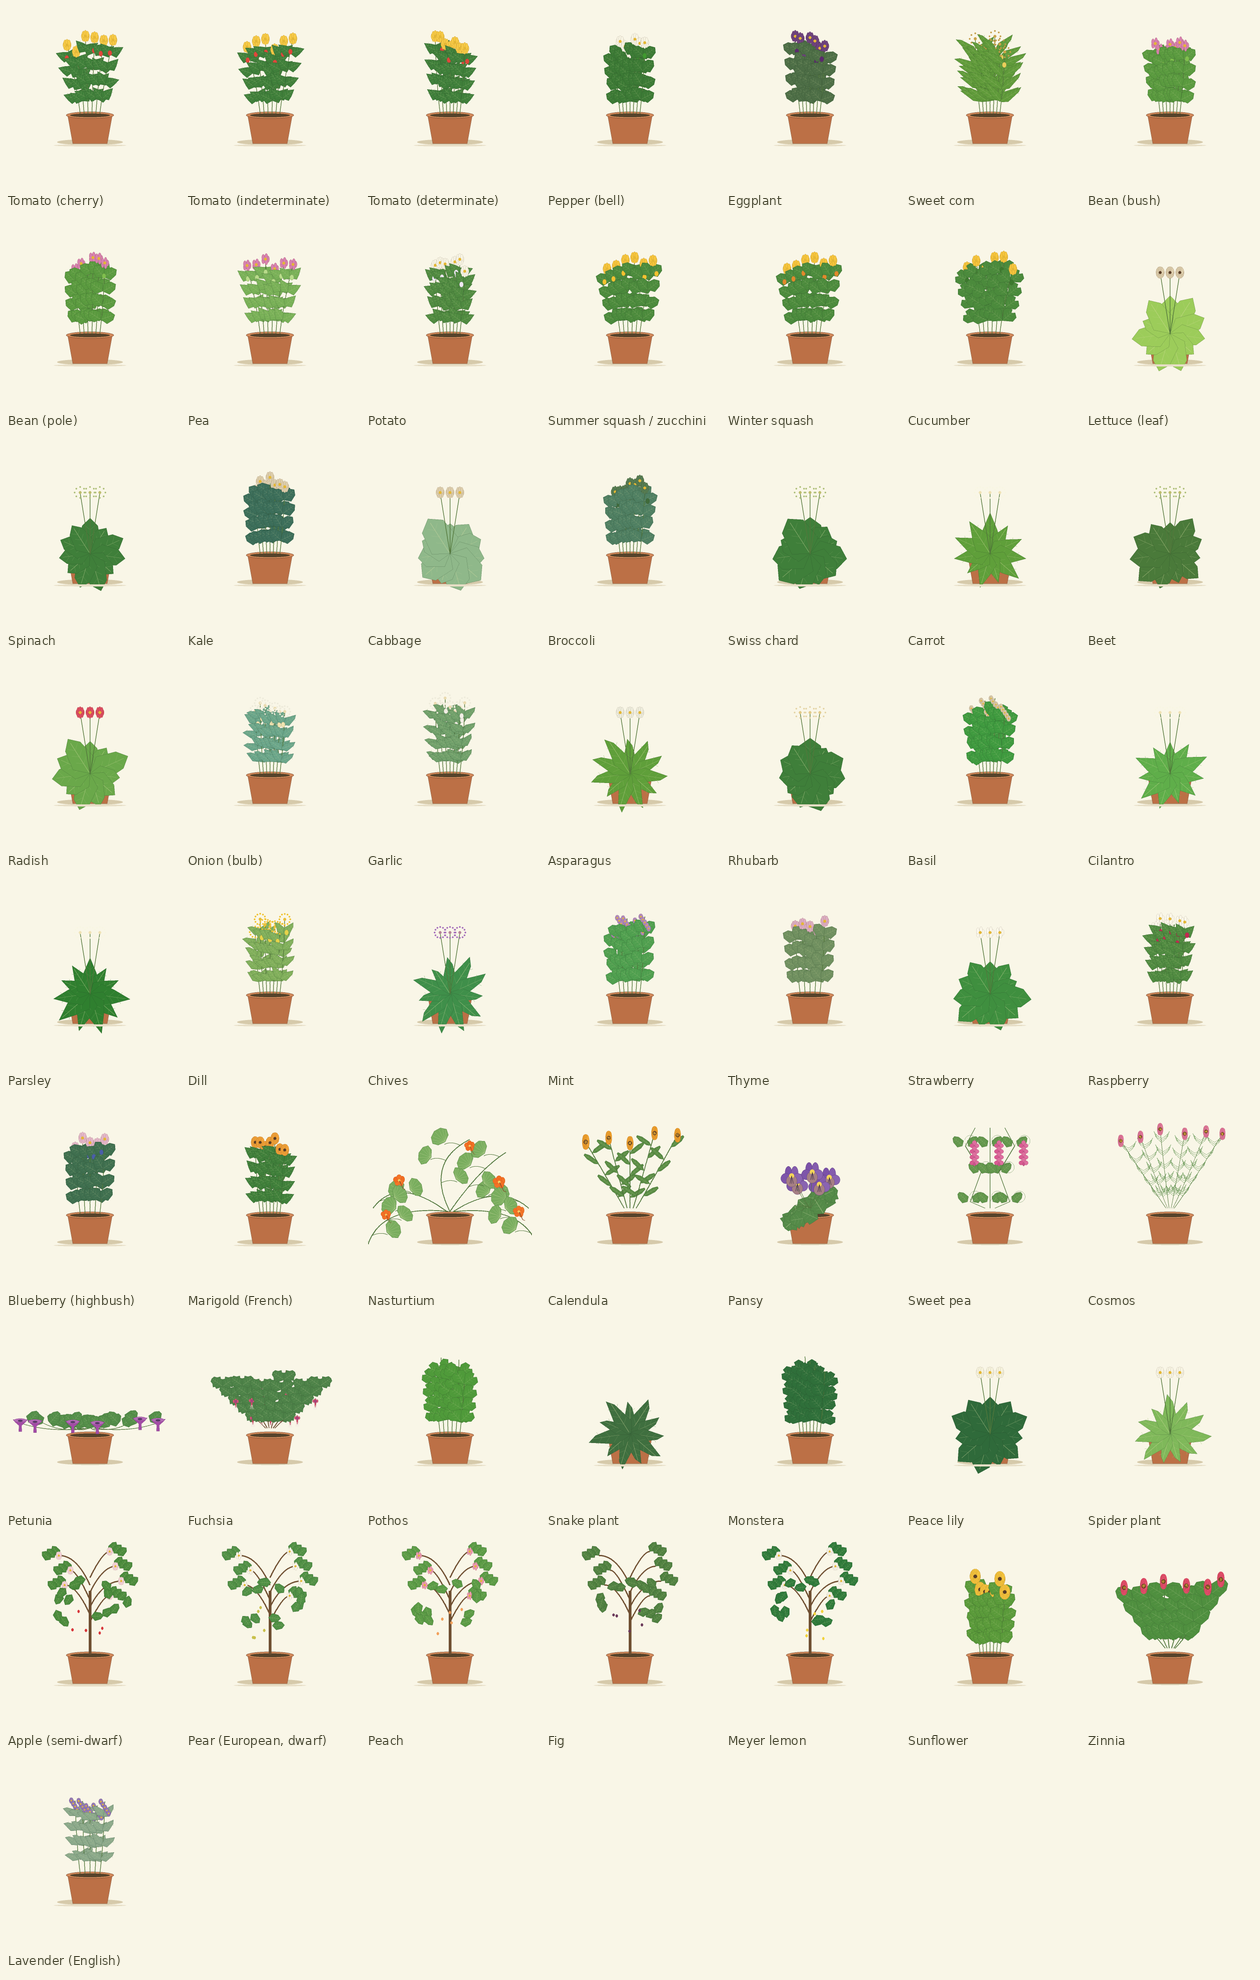 Tomato (cherry)
Tomato (indeterminate)
Tomato (determinate)
Pepper (bell)
Eggplant
Sweet corn
Bean (bush)
Bean (pole)
Pea
Potato
Summer squash / zucchini
Winter squash
Cucumber
Lettuce (leaf)
Spinach
Kale
Cabbage
Broccoli
Swiss chard
Carrot
Beet
Radish
Onion (bulb)
Garlic
Asparagus
Rhubarb
Basil
Cilantro
Parsley
Dill
Chives
Mint
Thyme
Strawberry
Raspberry
Blueberry (highbush)
Marigold (French)
Nasturtium
Calendula
Pansy
Sweet pea
Cosmos
Petunia
Fuchsia
Pothos
Snake plant
Monstera
Peace lily
Spider plant
Apple (semi-dwarf)
Pear (European, dwarf)
Peach
Fig
Meyer lemon
Sunflower
Zinnia
Lavender (English)